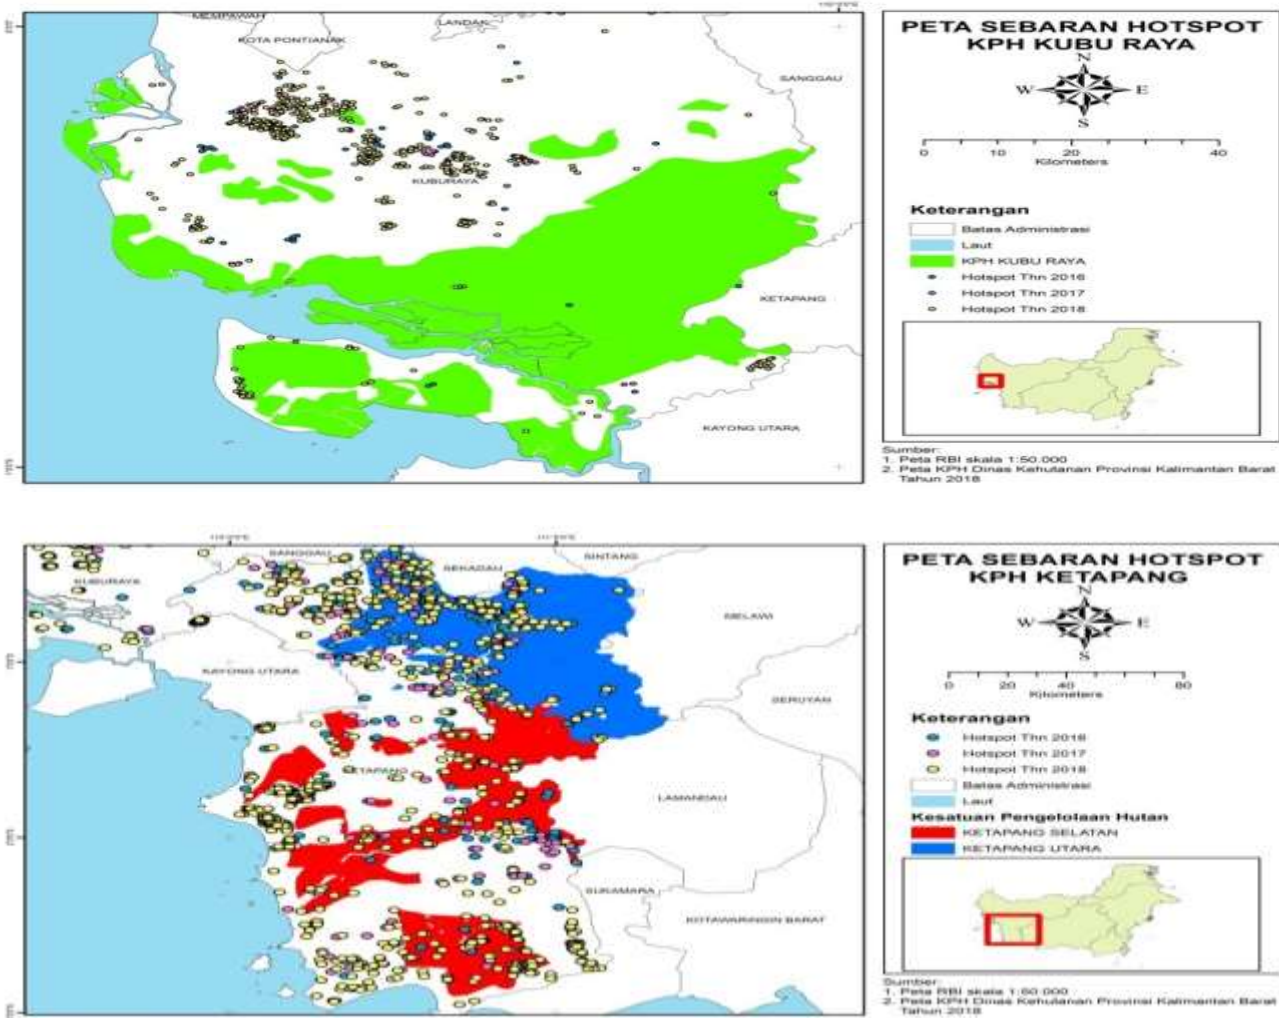 MEMPAWAH
LANDAK
KOTA PONTIANAK
SANGGAU
KUBURAYA
KETAPANG
KAYONG UTARA
PETA SEBARAN HOTSPOT
KPH KUBU RAYA
N
W E
S
0 10 20 40
Kilometers
Keterangan
Batas Administrasi
Laut
KPH KUBU RAYA
Hotspot Thn 2016
Hotspot Thn 2017
Hotspot Thn 2018
Sumber:
1. Peta RBI skala 1:50.000
2. Peta KPH Dinas Kehutanan Provinsi Kalimantan Barat
Tahun 2018
SANGGAU
SEKADAU
SINTANG
KUBURAYA
MELAWI
KAYONG UTARA
SERUYAN
KETAPANG
LAMANDAU
SUKAMARA
KOTAWARINGIN BARAT
PETA SEBARAN HOTSPOT
KPH KETAPANG
N
W E
S
0 20 40 80
Kilometers
Keterangan
Hotspot Thn 2016
Hotspot Thn 2017
Hotspot Thn 2018
Batas Administrasi
Laut
Kesatuan Pengelolaan Hutan
KETAPANG SELATAN
KETAPANG UTARA
Sumber:
1. Peta RBI skala 1:50.000
2. Peta KPH Dinas Kehutanan Provinsi Kalimantan Barat
Tahun 2018